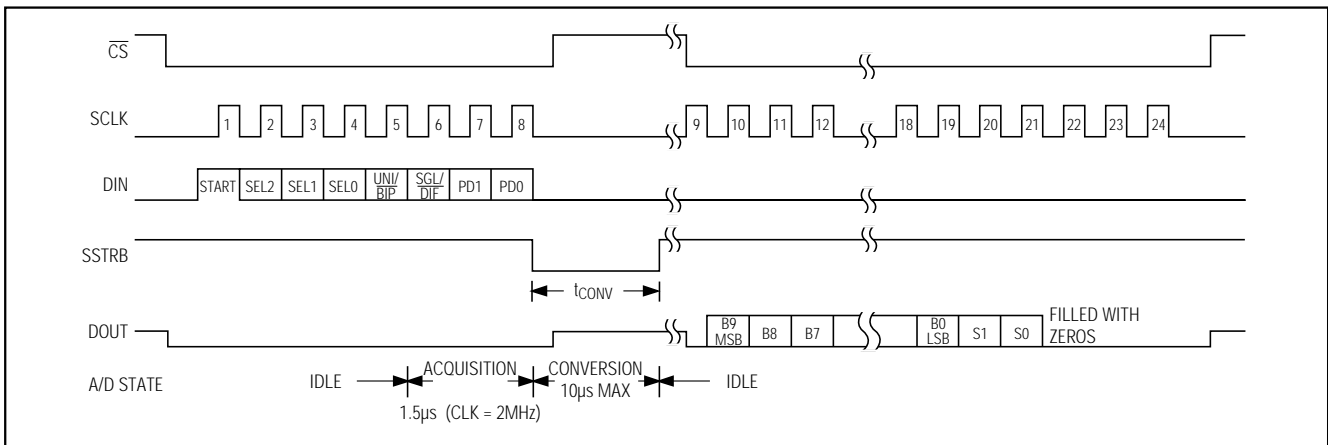 CS
SCLK
1 2 3 4 5 6 7 8 9 10 11 12 18 19 20 21 22 23 24
DIN
START SEL2 SEL1 SEL0 UNI/ BIP SGL/ DIF PD1 PD0
SSTRB
tCONV
DOUT
B9 MSB B8 B7 B0 LSB S1 S0 FILLED WITH ZEROS
A/D STATE
IDLE ACQUISITION CONVERSION IDLE
10µs MAX
1.5µs (CLK = 2MHz)